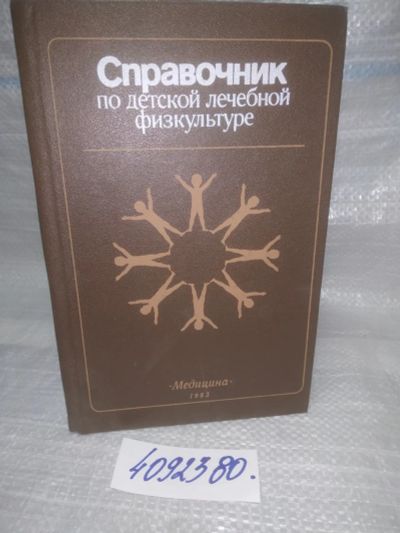 Справочник
по детской лечебной
физкультуре
·Медицина·
1983
4092380.